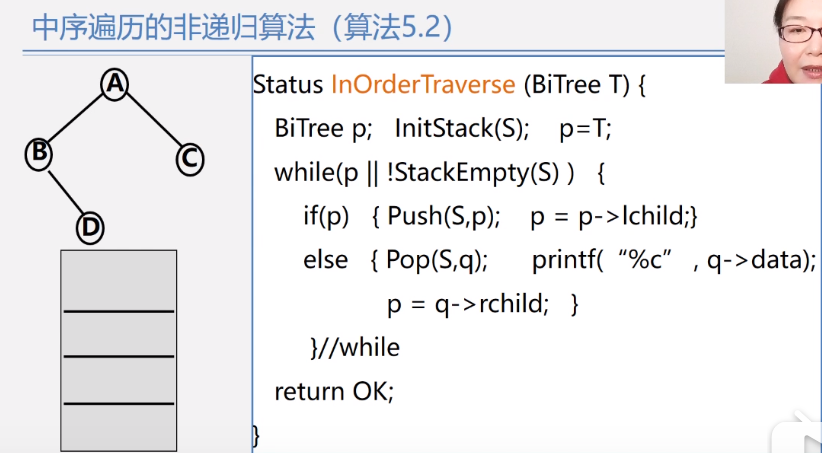 中序遍历的非递归算法（算法5.2）
A
B
C
D
Status InOrderTraverse (BiTree T) {
BiTree p; InitStack(S); p=T;
while(p || !StackEmpty(S) ) {
if(p) { Push(S,p); p = p->lchild;}
else { Pop(S,q); printf( “%c” , q->data);
p = q->rchild; }
}//while
return OK;
}